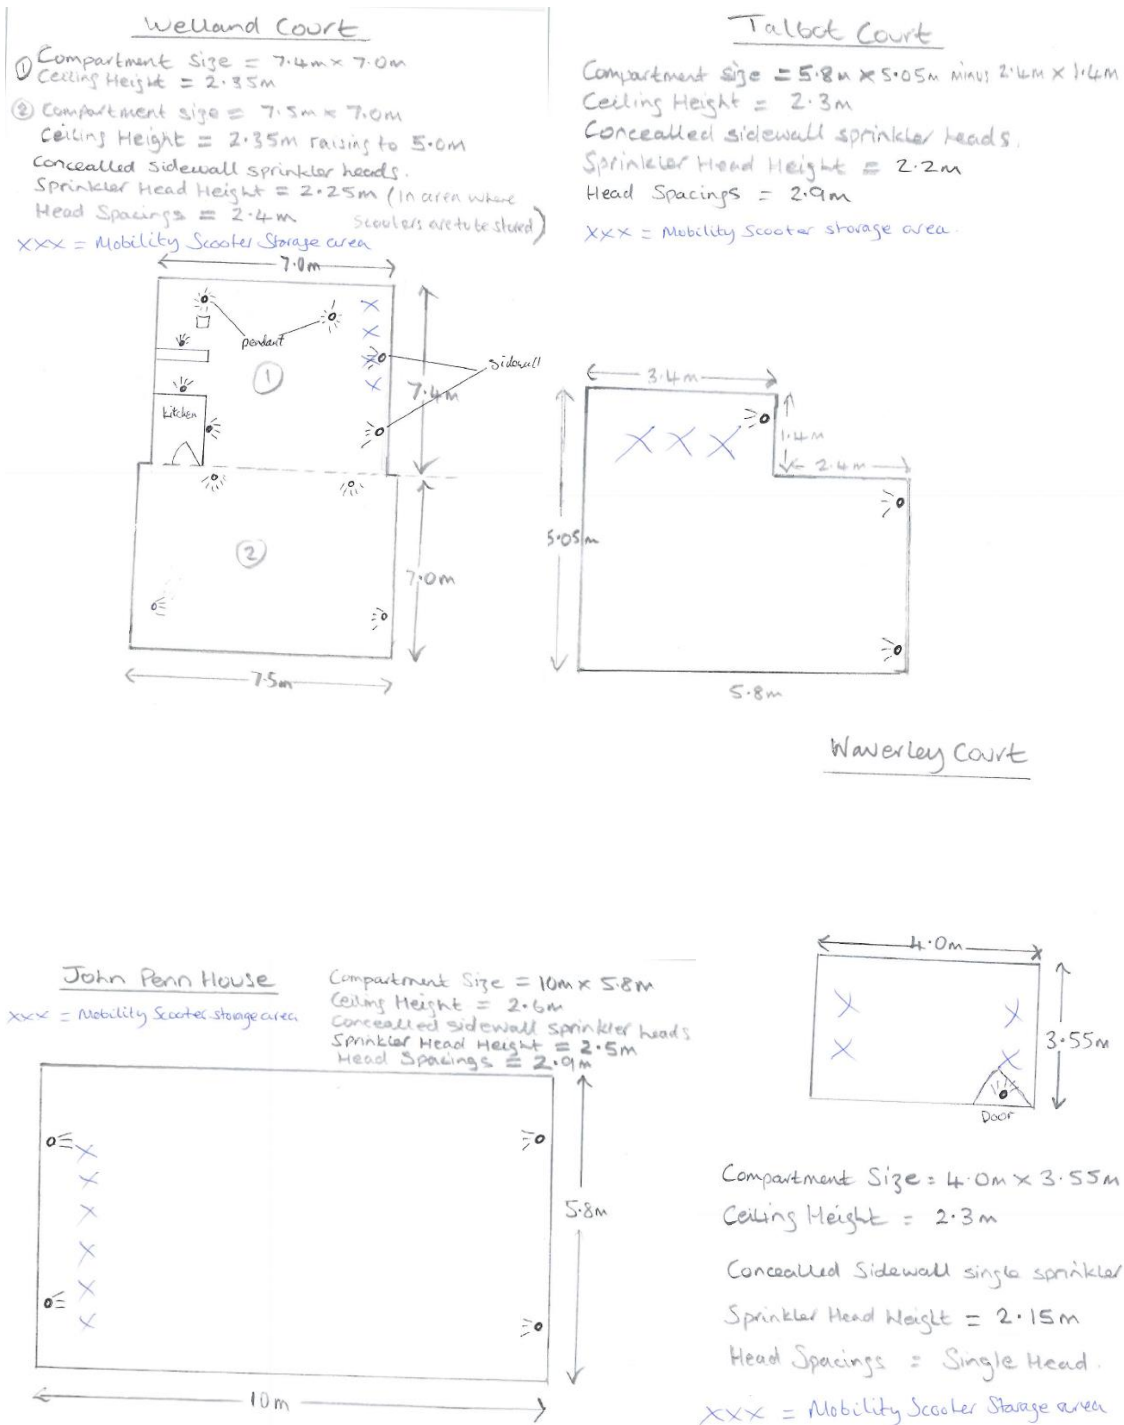 Welland Court
① Compartment Size = 7.4m × 7.0m
Ceiling Height = 2.35m
② Compartment size = 7.5m × 7.0m
Ceiling Height = 2.35m raising to 5.0m
Concealled sidewall sprinkler heads.
Sprinkler Head Height = 2.25m (In area where
Head Spacings = 2.4m scooters are to be stored)
XXX = Mobility Scooter Storage area
7.0m
pendant
sidewall
①
7.4m
kitchen
②
7.0m
7.5m
Talbot Court
Compartment size = 5.8m × 5.05m minus 2.4m × 1.4m
Ceiling Height = 2.3m
Concealled sidewall sprinkler heads.
Sprinkler Head Height = 2.2m
Head Spacings = 2.9m
XXX = Mobility Scooter storage area.
3.4m
1.4m
2.4m
5.05m
5.8m
John Penn House
XXX = Mobility Scooter storage area
Compartment Size = 10m × 5.8m
Ceiling Height = 2.6m
Concealled sidewall sprinkler heads
Sprinkler Head Height = 2.5m
Head Spacings = 2.9m
5.8m
10m
Waverley Court
4.0m
3.55m
Door
Compartment Size = 4.0m × 3.55m
Ceiling Height = 2.3m
Concealled Sidewall single sprinkler
Sprinkler Head Height = 2.15m
Head Spacings = Single Head.
XXX = Mobility Scooter Storage area